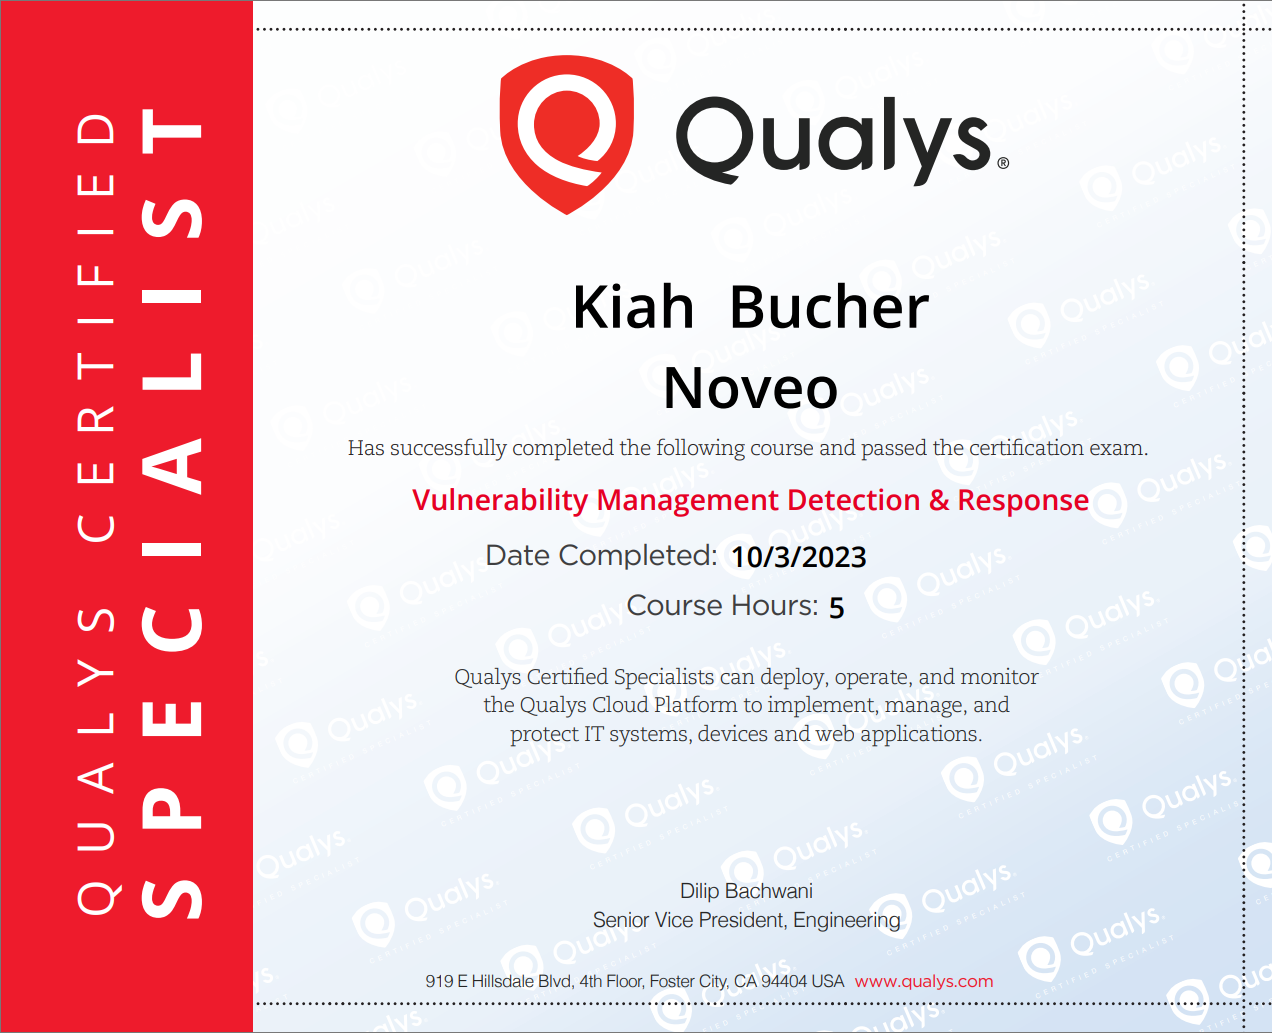 QUALYS CERTIFIED
SPECIALIST
Qualys®
Kiah Bucher
Noveo
Has successfully completed the following course and passed the certification exam.
Vulnerability Management Detection & Response
Date Completed: 10/3/2023
Course Hours: 5
Qualys Certified Specialists can deploy, operate, and monitor
the Qualys Cloud Platform to implement, manage, and
protect IT systems, devices and web applications.
Dilip Bachwani
Senior Vice President, Engineering
919 E Hillsdale Blvd, 4th Floor, Foster City, CA 94404 USA www.qualys.com